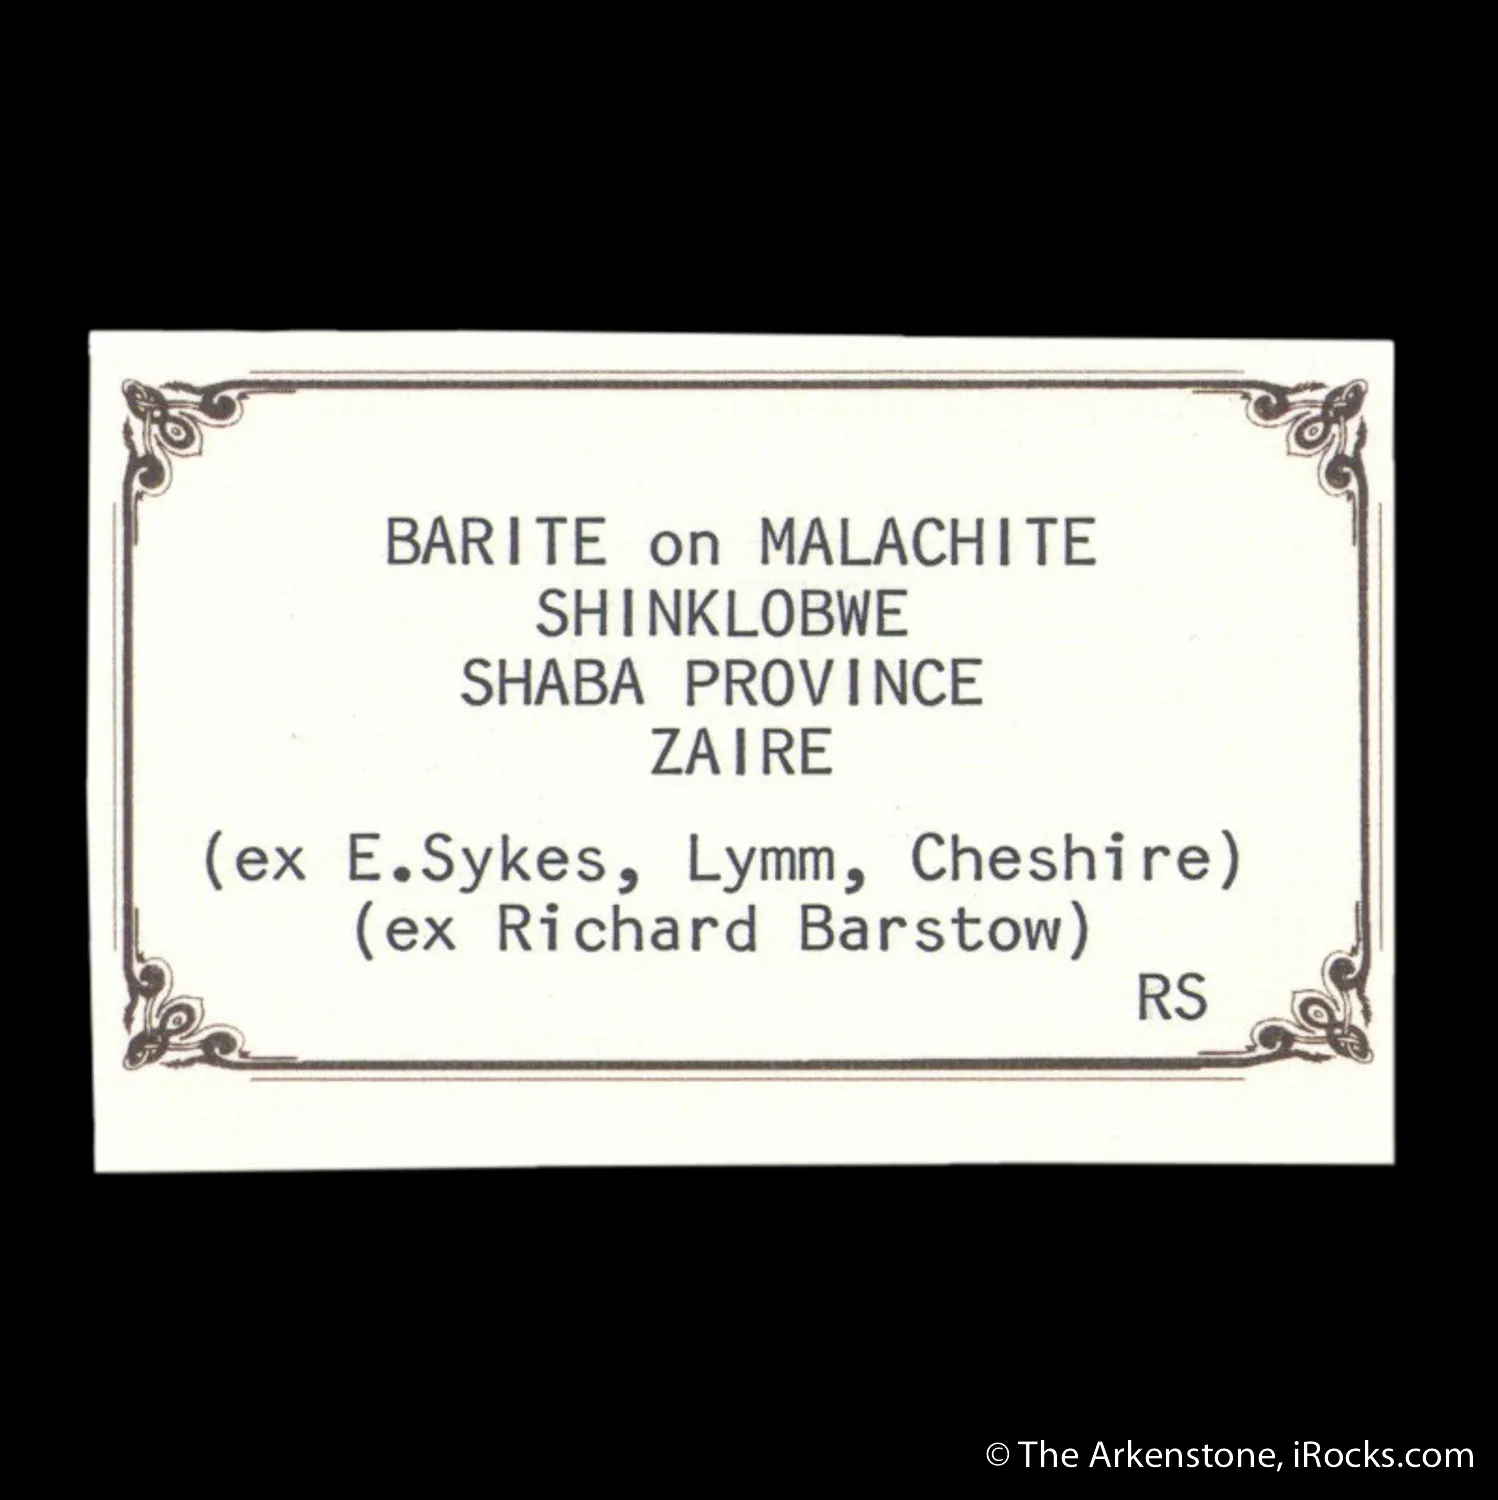 BARITE on MALACHITE
SHINKLOBWE
SHABA PROVINCE
ZAIRE
(ex E.Sykes, Lymm, Cheshire)
(ex Richard Barstow)
RS
© The Arkenstone, iRocks.com